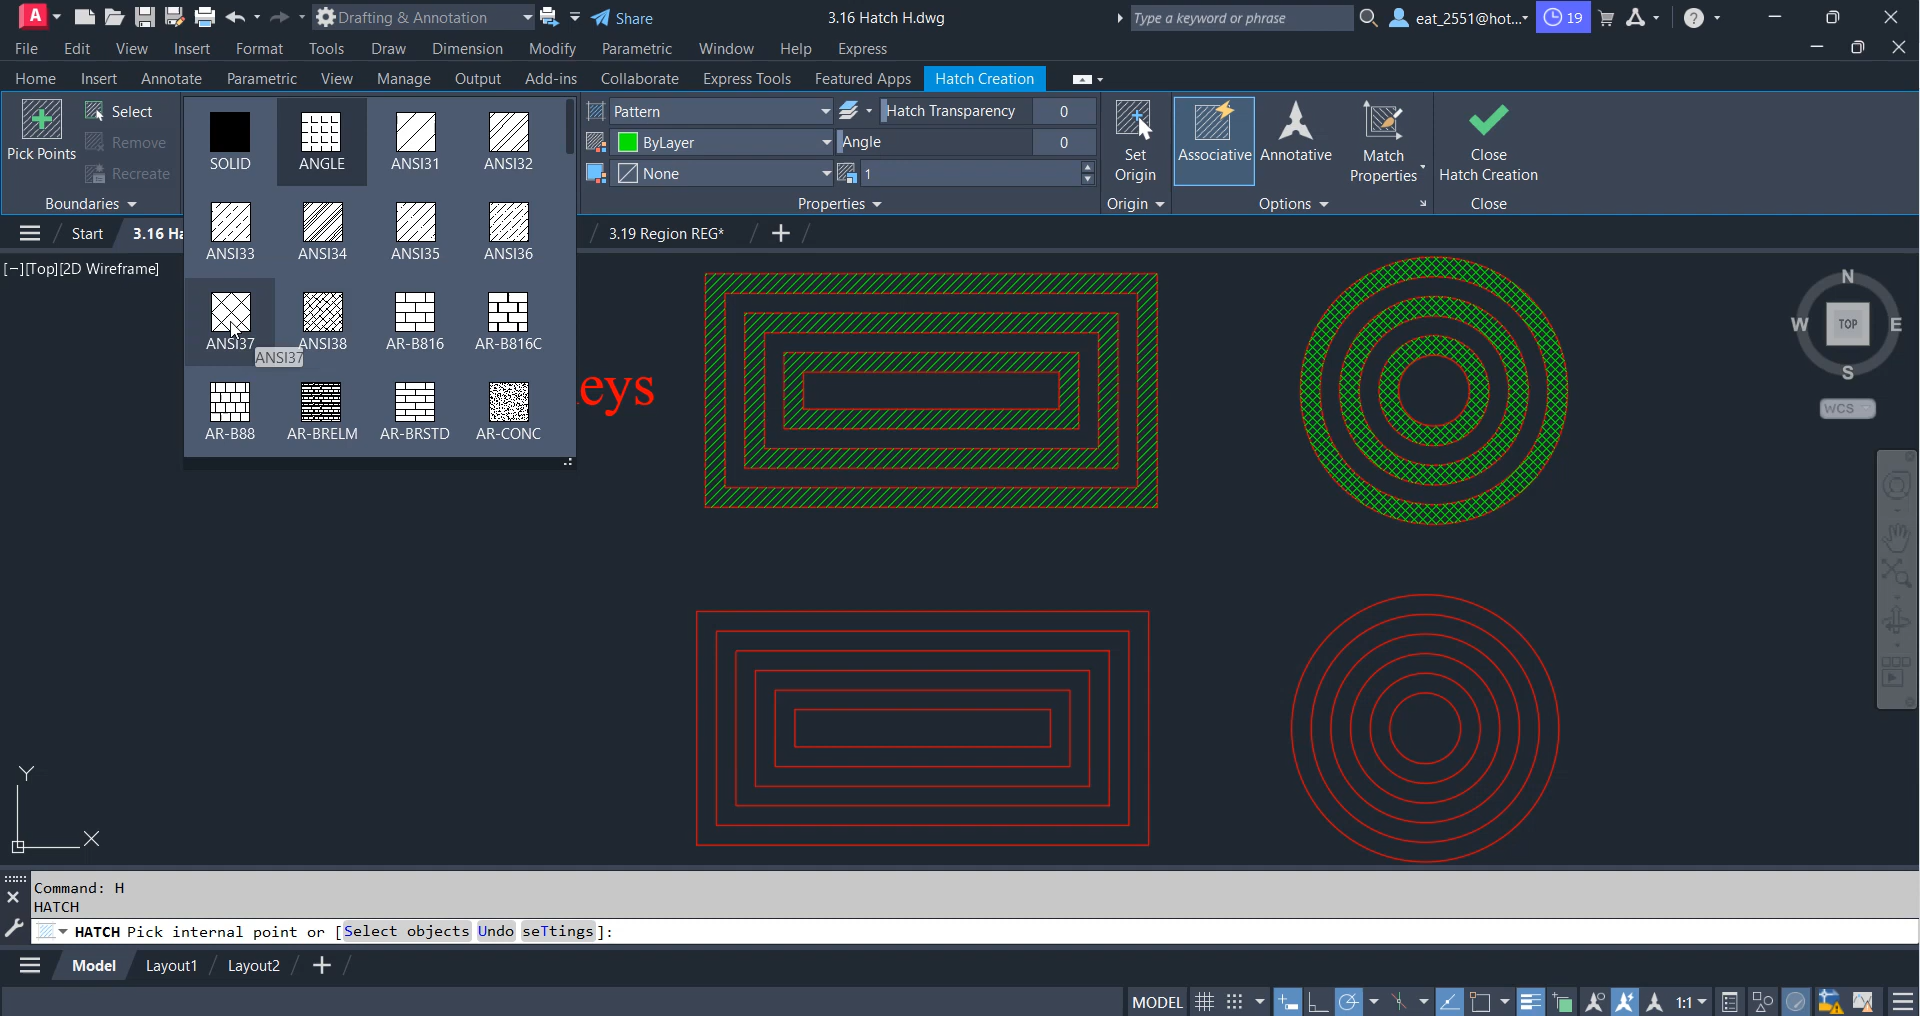 A
Drafting & Annotation
Share
3.16 Hatch H.dwg
Type a keyword or phrase
eat_2551@hot...
19
File Edit View Insert Format Tools Draw Dimension Modify Parametric Window Help Express
Home Insert Annotate Parametric View Manage Output Add-ins Collaborate Express Tools Featured Apps Hatch Creation
Pick Points
Select
Remove
Recreate
Boundaries
SOLID ANGLE ANSI31 ANSI32
ANSI33 ANSI34 ANSI35 ANSI36
ANSI37 ANSI38 AR-B816 AR-B816C
ANSI37
AR-B88 AR-BRELM AR-BRSTD AR-CONC
Pattern
Hatch Transparency 0
ByLayer
Angle 0
None
1
Properties
Set
Origin
Origin
Associative
Annotative
Match
Properties
Options
Close
Hatch Creation
Close
Start
3.16 Ha
3.19 Region REG*
[−][Top][2D Wireframe]
eys
N
W TOP E
S
WCS
Y
X
Command: H
HATCH
HATCH Pick internal point or [Select objects Undo seTtings]:
Model Layout1 Layout2
MODEL
1:1